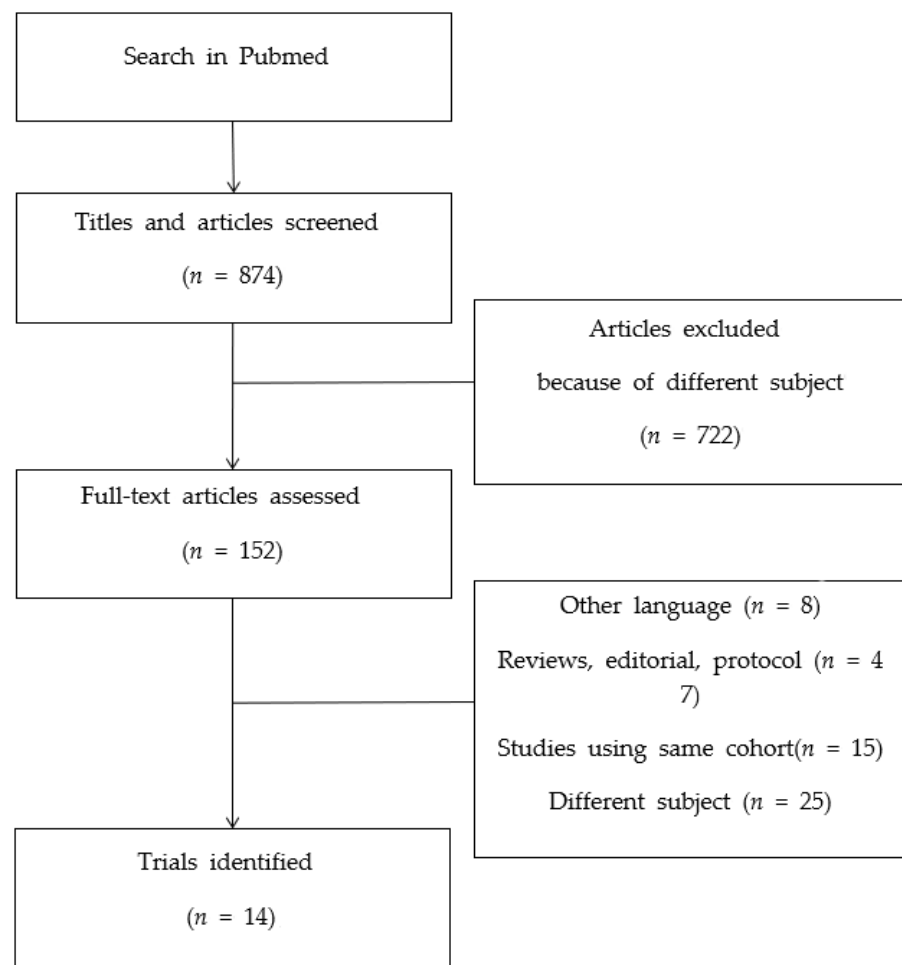 Search in Pubmed
Titles and articles screened
(n = 874)
Articles excluded
because of different subject
(n = 722)
Full-text articles assessed
(n = 152)
Other language (n = 8)
Reviews, editorial, protocol (n = 4
7)
Studies using same cohort(n = 15)
Different subject (n = 25)
Trials identified
(n = 14)